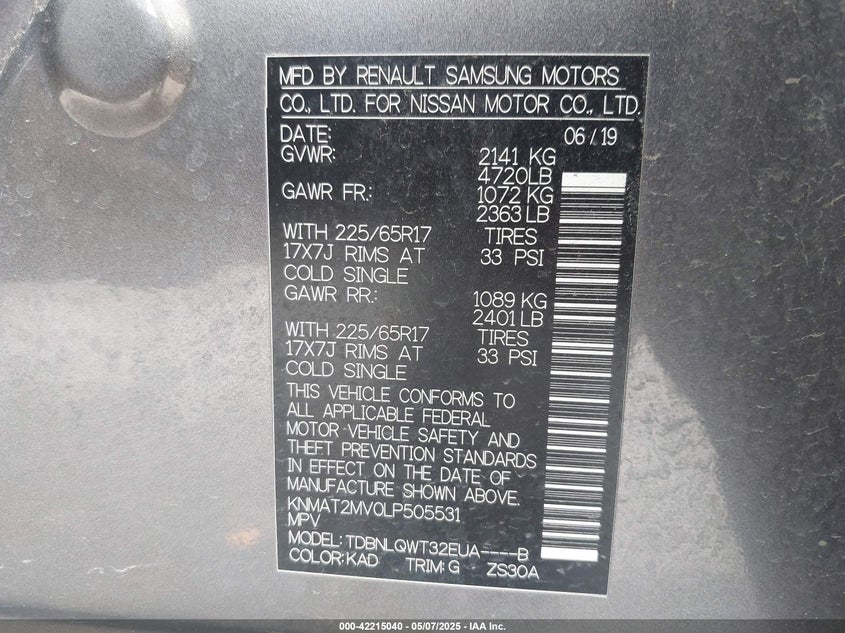 MFD BY RENAULT SAMSUNG MOTORS
CO., LTD. FOR NISSAN MOTOR CO., LTD.
DATE: 06/19
GVWR: 2141 KG
4720LB
GAWR FR.: 1072 KG
2363 LB
WITH 225/65R17 TIRES
17X7J RIMS AT 33 PSI
COLD SINGLE
GAWR RR.: 1089 KG
2401 LB
WITH 225/65R17 TIRES
17X7J RIMS AT 33 PSI
COLD SINGLE
THIS VEHICLE CONFORMS TO
ALL APPLICABLE FEDERAL
MOTOR VEHICLE SAFETY AND
THEFT PREVENTION STANDARDS
IN EFFECT ON THE DATE OF
MANUFACTURE SHOWN ABOVE.
KNMAT2MV0LP505531
MPV
MODEL: TDBNLQWT32EUA----B
COLOR: KAD TRIM: G ZS30A
000-42215040 - 05/07/2025 - IAA Inc.